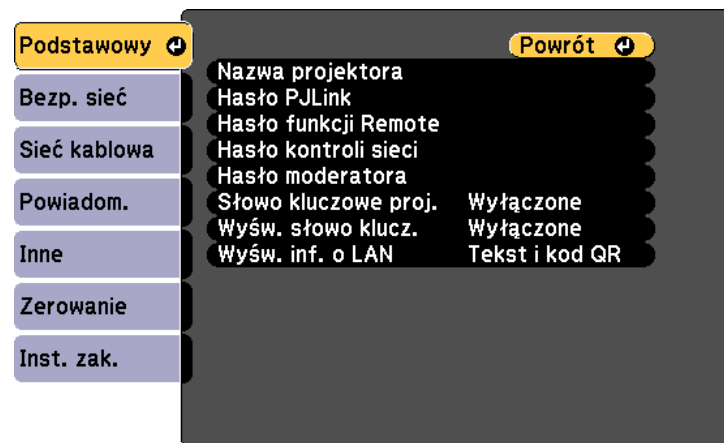 Podstawowy
Powrót
Bezp. sieć
Sieć kablowa
Powiadom.
Inne
Zerowanie
Inst. zak.
Nazwa projektora
Hasło PJLink
Hasło funkcji Remote
Hasło kontroli sieci
Hasło moderatora
Słowo kluczowe proj. Wyłączone
Wyśw. słowo klucz. Wyłączone
Wyśw. inf. o LAN Tekst i kod QR